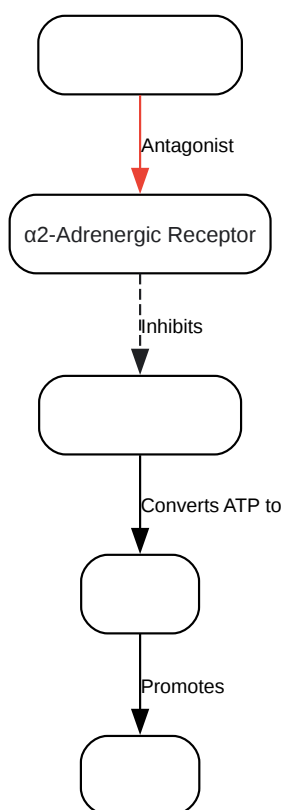 Antagonist
α2-Adrenergic Receptor
Inhibits
Converts ATP to
Promotes